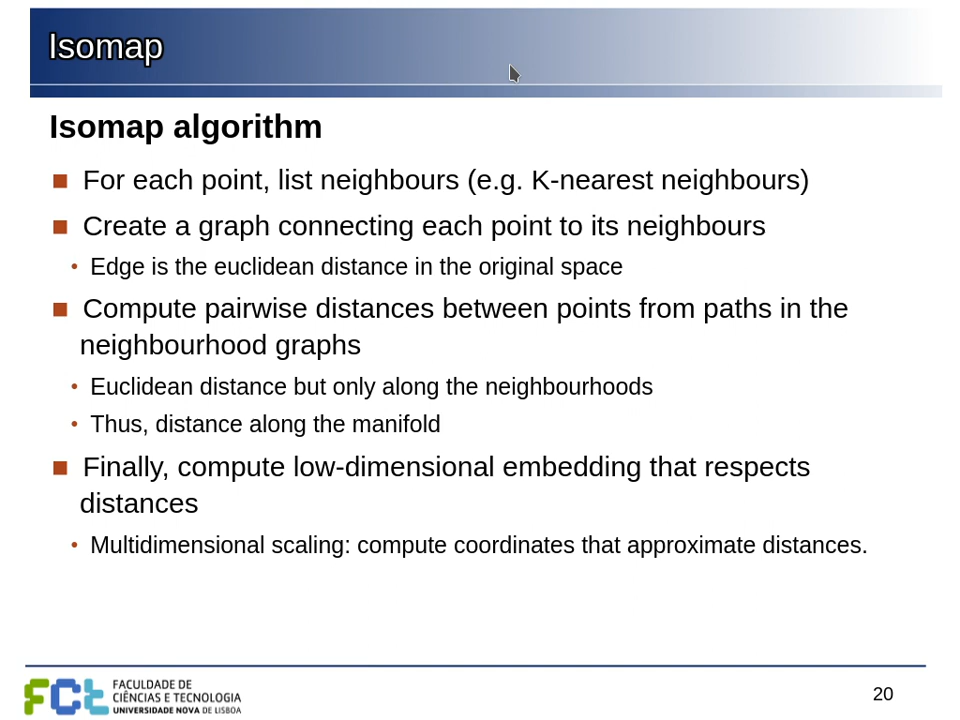 Isomap
Isomap algorithm
For each point, list neighbours (e.g. K-nearest neighbours)
Create a graph connecting each point to its neighbours
Edge is the euclidean distance in the original space
Compute pairwise distances between points from paths in the
neighbourhood graphs
Euclidean distance but only along the neighbourhoods
Thus, distance along the manifold
Finally, compute low-dimensional embedding that respects
distances
Multidimensional scaling: compute coordinates that approximate distances.
FCt
FACULDADE DE
CIÊNCIAS E TECNOLOGIA
UNIVERSIDADE NOVA DE LISBOA
20